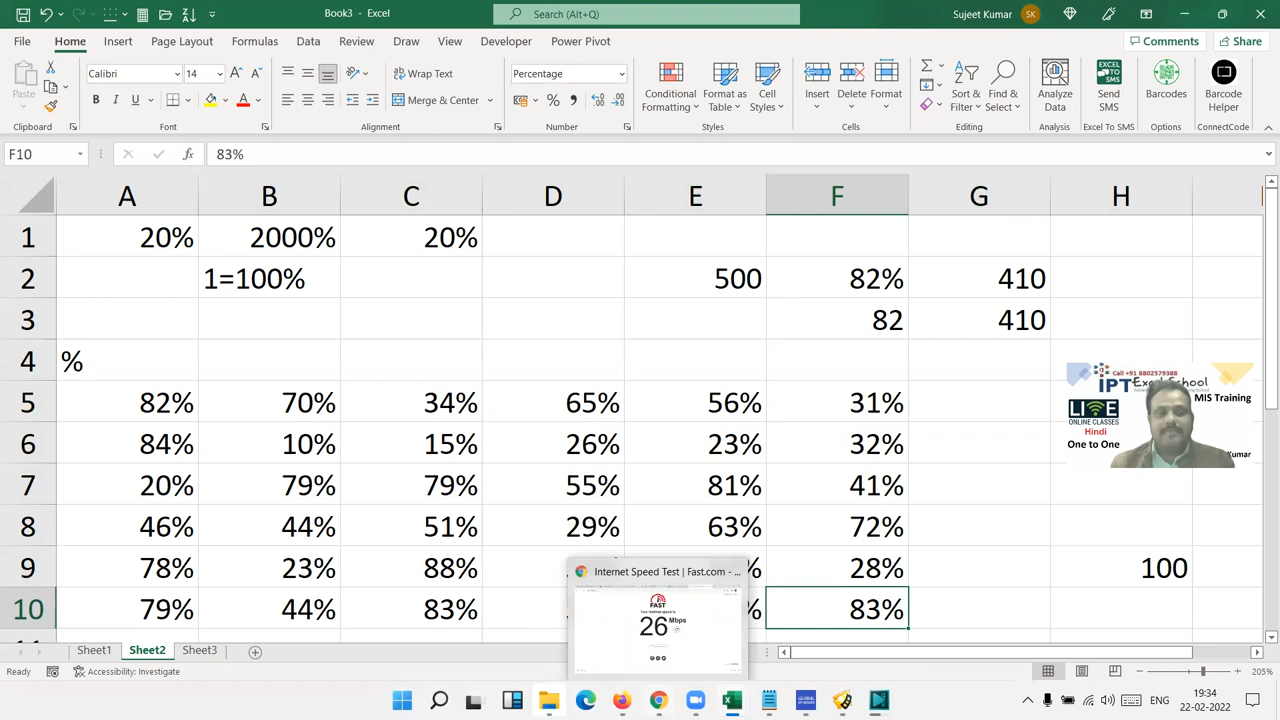 Book3 - Excel
Search (Alt+Q)
Sujeet Kumar
SK
File Home Insert Page Layout Formulas Data Review View Draw Developer Power Pivot
Comments
Share
Paste
Calibri
14
B I U
Wrap Text
Merge & Center
Percentage
Conditional Formatting
Format as Table
Cell Styles
Insert
Delete
Format
Sort & Filter
Find & Select
Analyze Data
Send SMS
Barcodes
Barcode Helper
Clipboard
Font
Alignment
Number
Styles
Cells
Editing
Analysis
Excel To SMS
Options
ConnectCode
F10
fx
83%
A B C D E F G H
1 20% 2000% 20%
2 1=100% 500 82% 410
3 82 410
4 %
5 82% 70% 34% 65% 56% 31%
6 84% 10% 15% 26% 23% 32%
7 20% 79% 79% 55% 81% 41%
8 46% 44% 51% 29% 63% 72%
9 78% 23% 88% 28% 100
10 79% 44% 83% 83%
Call +91 8802579388
IPT Excel School
MIS Training
LIVE
ONLINE CLASSES
Hindi
One to One
Kumar
Internet Speed Test | Fast.com - ...
FAST
Your Internet speed is
26 Mbps
Sheet1 Sheet2 Sheet3
Ready
Accessibility: Investigate
205%
ENG
19:34
22-02-2022